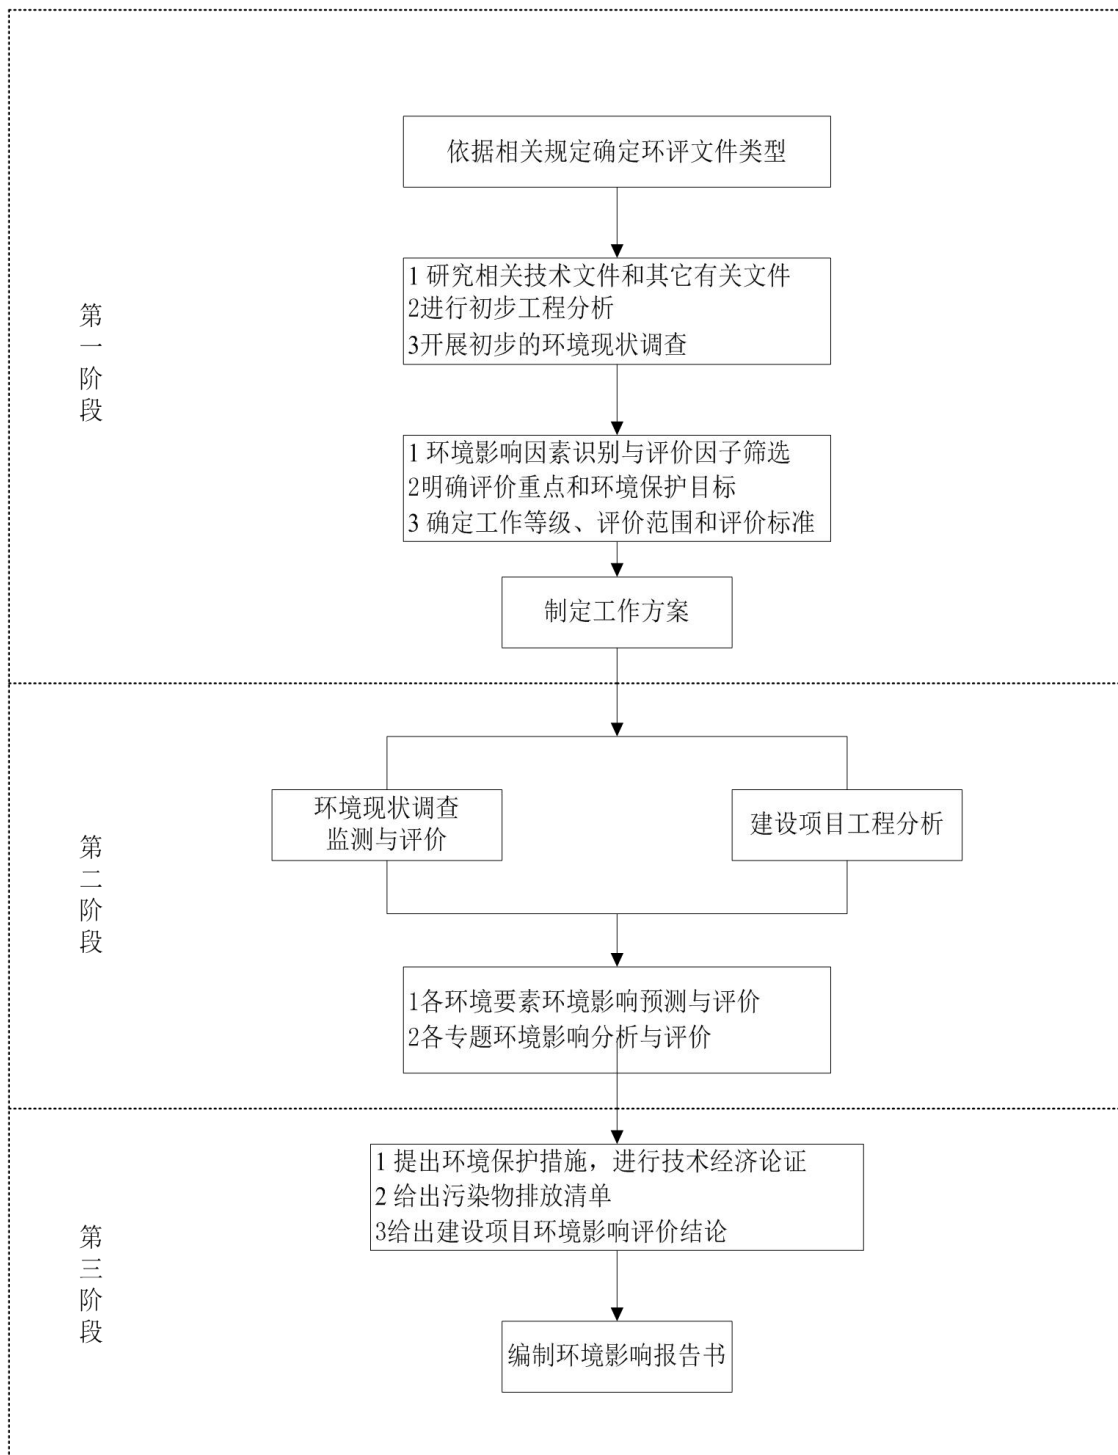 依据相关规定确定环评文件类型
第一阶段
1 研究相关技术文件和其它有关文件
2进行初步工程分析
3开展初步的环境现状调查
1 环境影响因素识别与评价因子筛选
2明确评价重点和环境保护目标
3 确定工作等级、评价范围和评价标准
制定工作方案
第二阶段
环境现状调查
监测与评价
建设项目工程分析
1各环境要素环境影响预测与评价
2各专题环境影响分析与评价
第三阶段
1 提出环境保护措施，进行技术经济论证
2 给出污染物排放清单
3给出建设项目环境影响评价结论
编制环境影响报告书